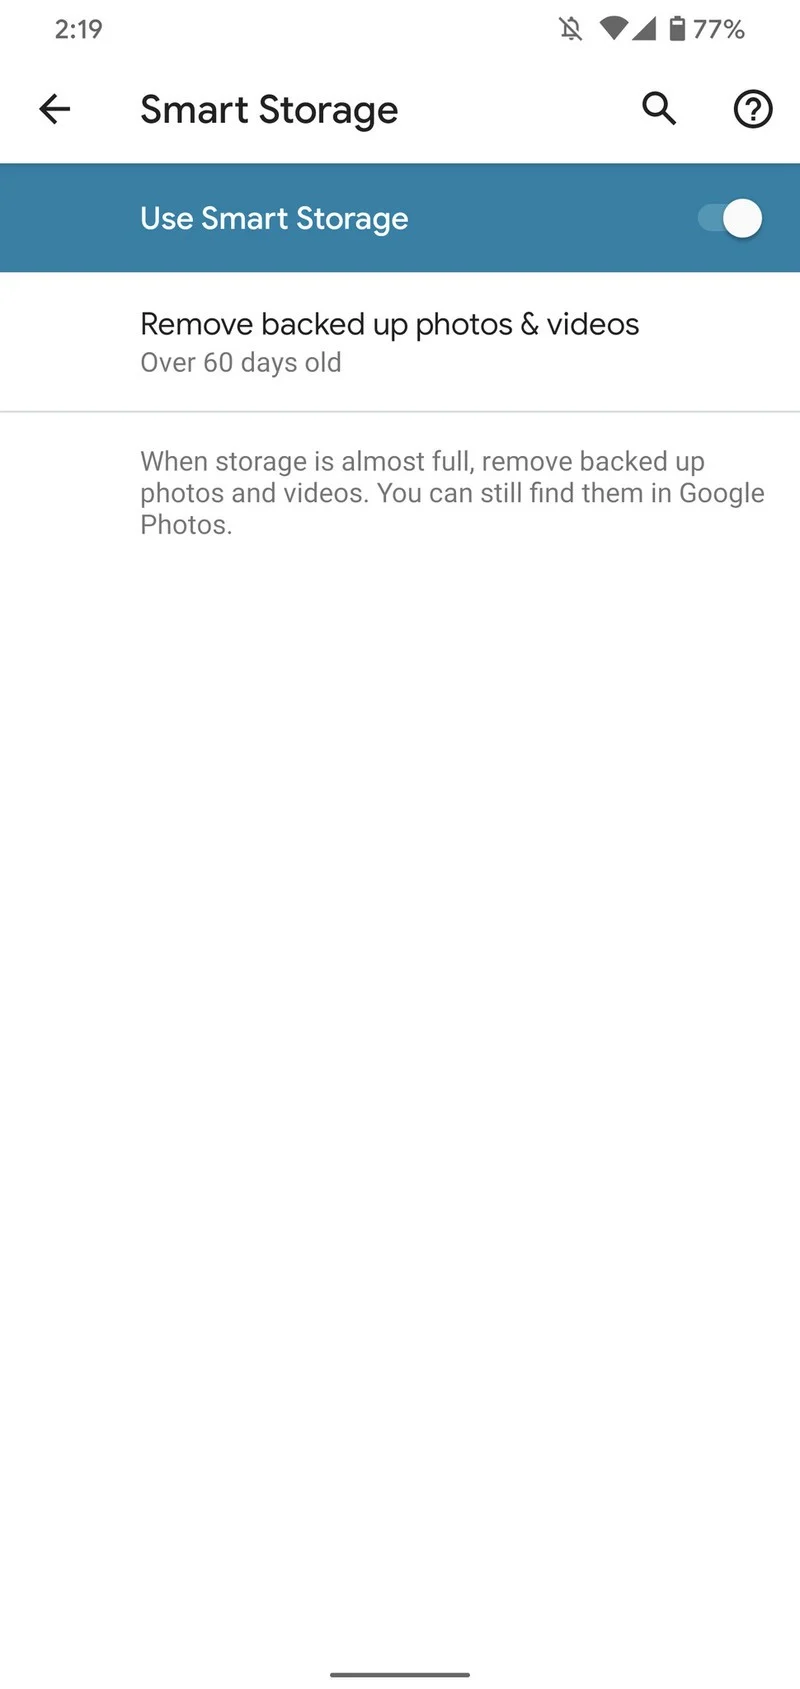 2:19
77%
Smart Storage
Use Smart Storage
Remove backed up photos & videos
Over 60 days old
When storage is almost full, remove backed up
photos and videos. You can still find them in Google
Photos.